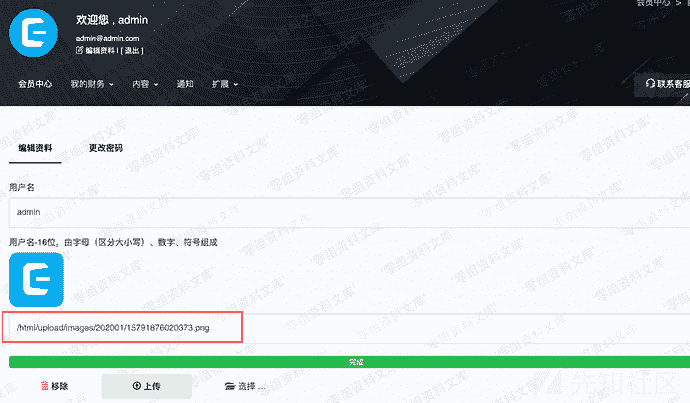 会员中心 >
欢迎您 , admin
admin@admin.com
编辑资料 I [ 退出 ]
会员中心 我的财务 内容 通知 扩展 联系客服
编辑资料 更改密码
用户名
admin
用户名-16位，由字母（区分大小写）、数字、符号组成
/html/upload/images/202001/15791876020373.png
完成
移除 上传 选择 ...
零组资料文库
先知社区